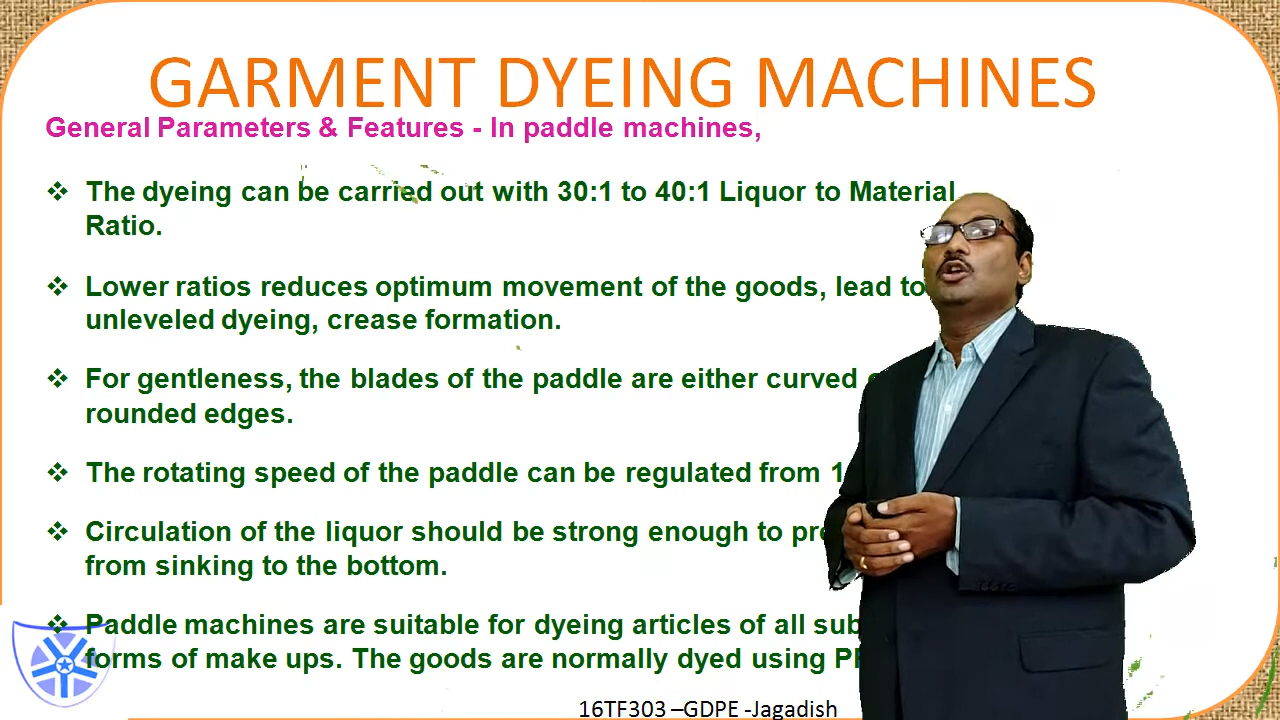 GARMENT DYEING MACHINES
General Parameters & Features - In paddle machines,
❖ The dyeing can be carried out with 30:1 to 40:1 Liquor to Material
Ratio.
❖ Lower ratios reduces optimum movement of the goods, lead to
unleveled dyeing, crease formation.
❖ For gentleness, the blades of the paddle are either curved
rounded edges.
❖ The rotating speed of the paddle can be regulated from
❖ Circulation of the liquor should be strong enough to
from sinking to the bottom.
❖ Paddle machines are suitable for dyeing articles of all
forms of make ups. The goods are normally dyed using
16TF303 –GDPE -Jagadish